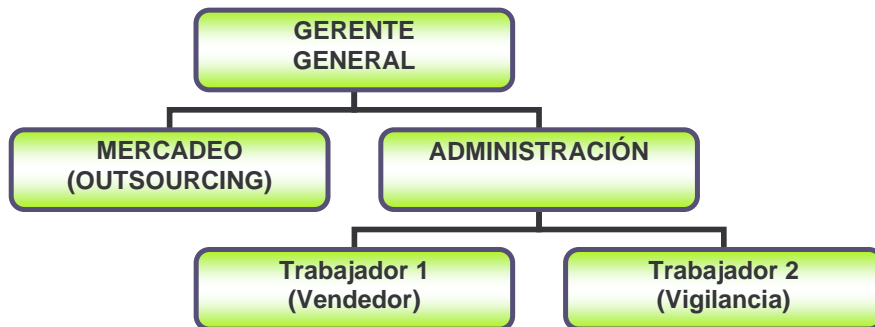 GERENTE
GENERAL
MERCADEO
(OUTSOURCING)
ADMINISTRACIÓN
Trabajador 1
(Vendedor)
Trabajador 2
(Vigilancia)